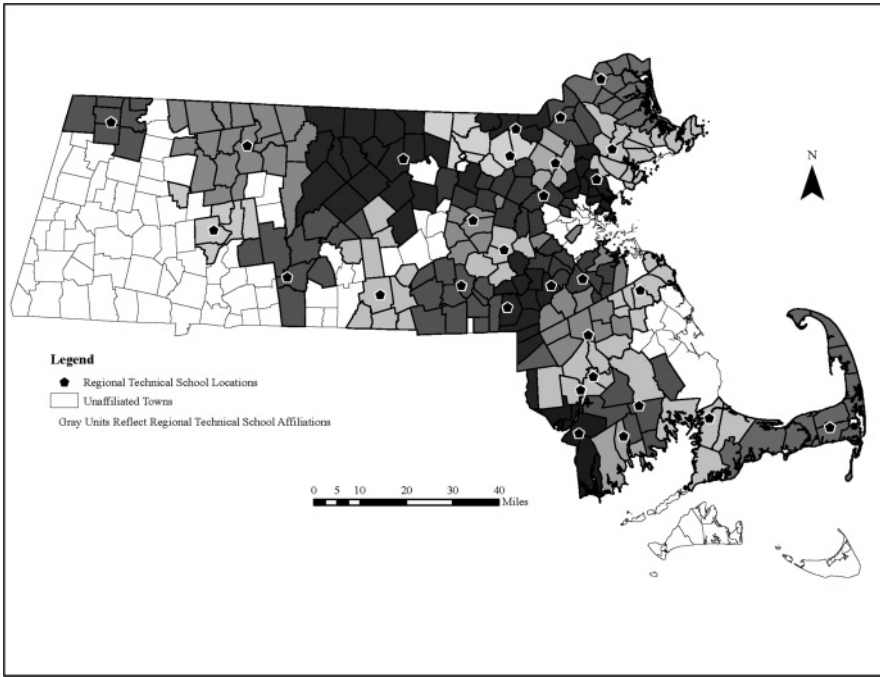 N
Legend
Regional Technical School Locations
Unaffiliated Towns
Gray Units Reflect Regional Technical School Affiliations
0 5 10 20 30 40
Miles